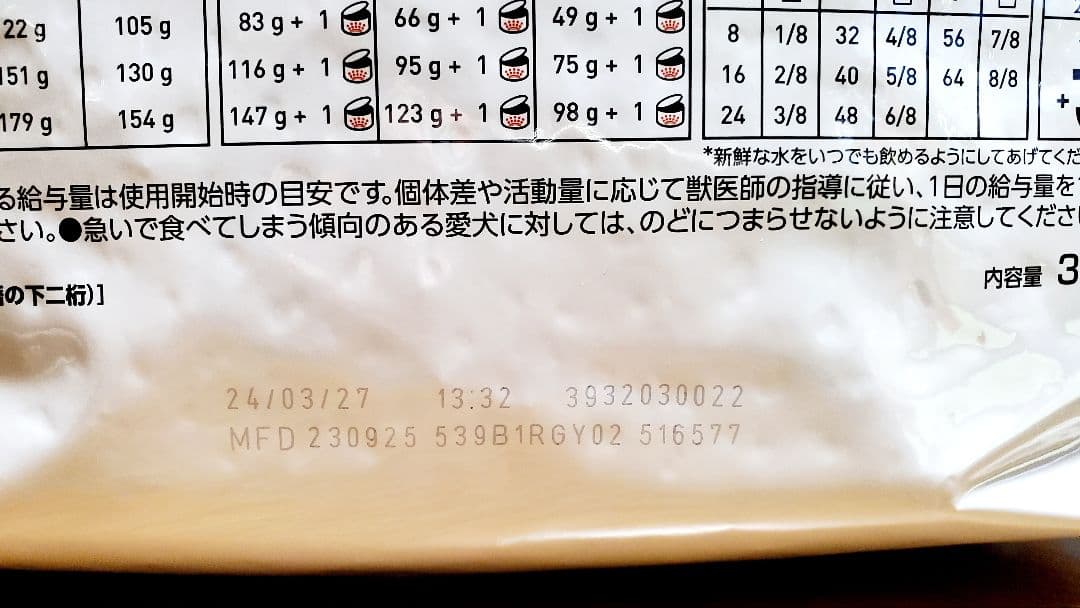 22 g 105 g 83 g + 1 66 g + 1 49 g + 1
151 g 130 g 116 g + 1 95 g + 1 75 g + 1
179 g 154 g 147 g + 1 123 g + 1 98 g + 1
8 1/8 32 4/8 56 7/8
16 2/8 40 5/8 64 8/8
24 3/8 48 6/8
+
*新鮮な水をいつでも飲めるようにしてあげてくだ
る給与量は使用開始時の目安です。個体差や活動量に応じて獣医師の指導に従い、1日の給与量を
さい。●急いで食べてしまう傾向のある愛犬に対しては、のどにつまらせないように注意してくださ
の下二桁)]
内容量 3
24/03/27 13:32 3932030022
MFD 230925 539B1RGY02 516577